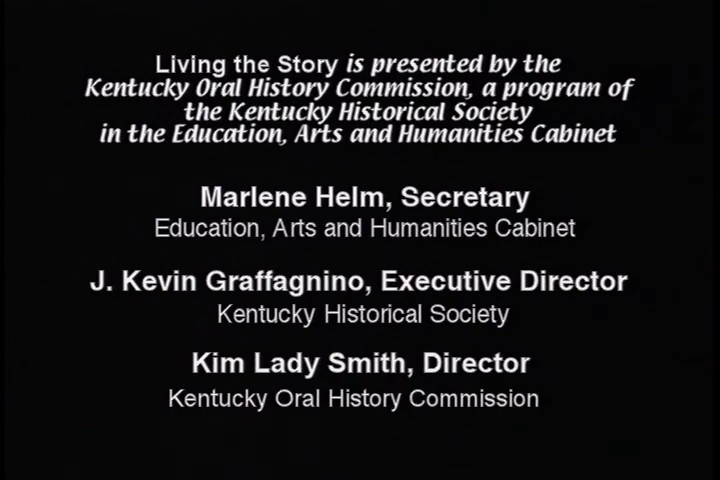 Living the Story is presented by the
Kentucky Oral History Commission, a program of
the Kentucky Historical Society
in the Education, Arts and Humanities Cabinet
Marlene Helm, Secretary
Education, Arts and Humanities Cabinet
J. Kevin Graffagnino, Executive Director
Kentucky Historical Society
Kim Lady Smith, Director
Kentucky Oral History Commission